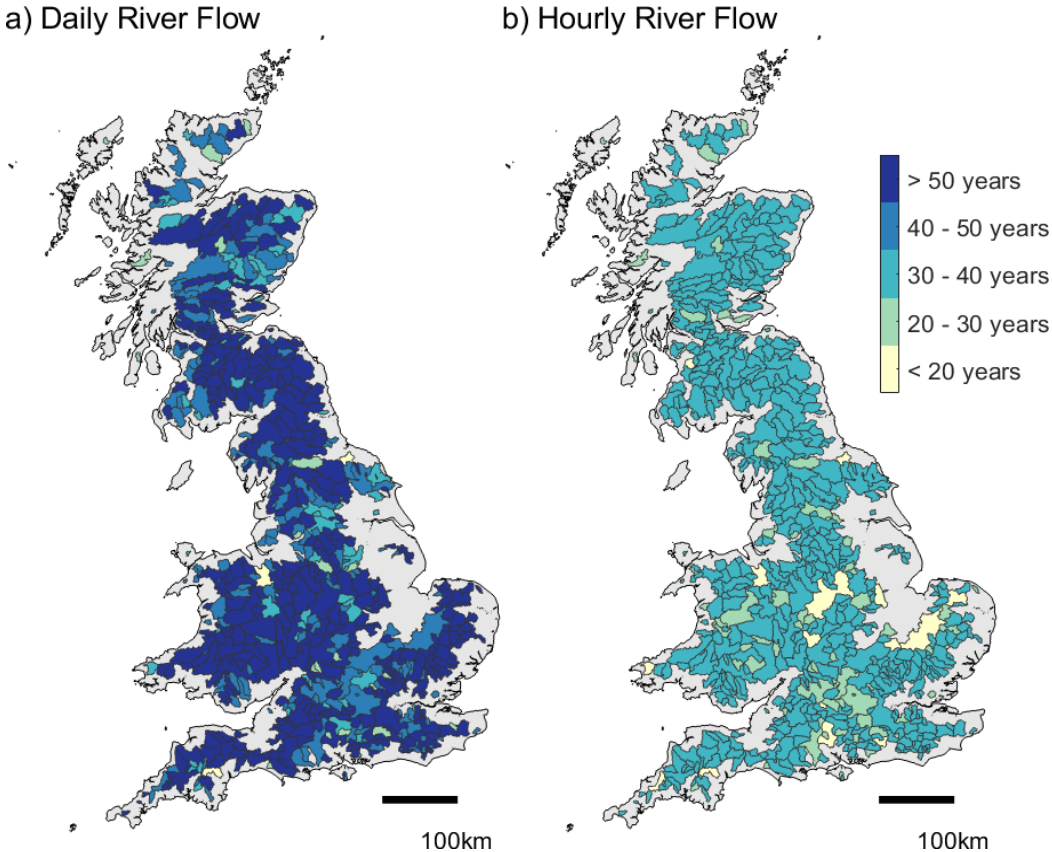 a) Daily River Flow
b) Hourly River Flow
> 50 years
40 - 50 years
30 - 40 years
20 - 30 years
< 20 years
100km
100km